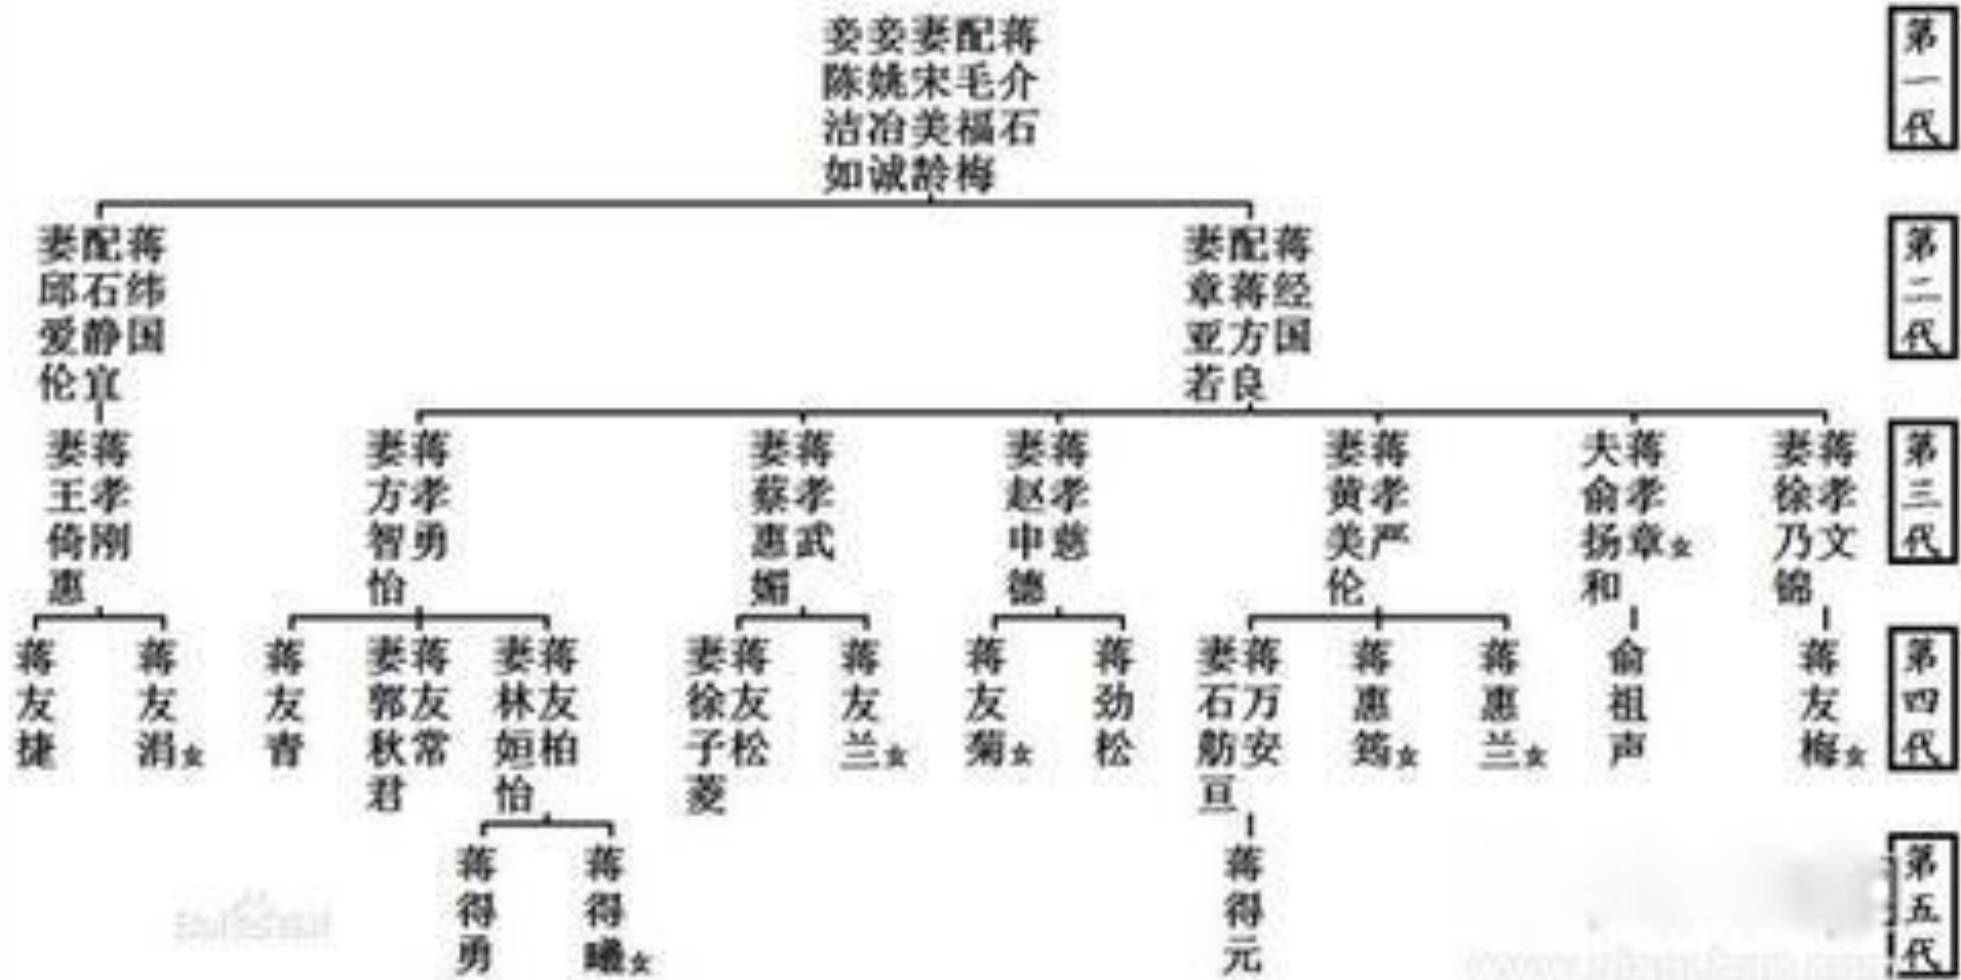 第一代
蒋介石
配毛福梅
妻宋美龄
妾姚冶诚
妾陈洁如
第二代
蒋经国
配蒋方良
妻章亚若
蒋纬国
配石静宜
妻邱爱伦
第三代
蒋孝文
妻徐乃锦
蒋孝章女
夫俞扬和
蒋孝严
妻黄美伦
蒋孝慈
妻赵申德
蒋孝武
妻蔡惠媚
蒋孝勇
妻方智怡
蒋孝刚
妻王倚惠
第四代
蒋友梅女
俞祖声
蒋惠兰女
蒋惠筠女
蒋万安
妻石舫亘
蒋劲松
蒋友菊女
蒋友兰女
蒋友松
妻徐子菱
蒋友柏
妻林姮怡
蒋友常
妻郭秋君
蒋友青
蒋友涓女
蒋友捷
第五代
蒋得元
蒋得曦女
蒋得勇